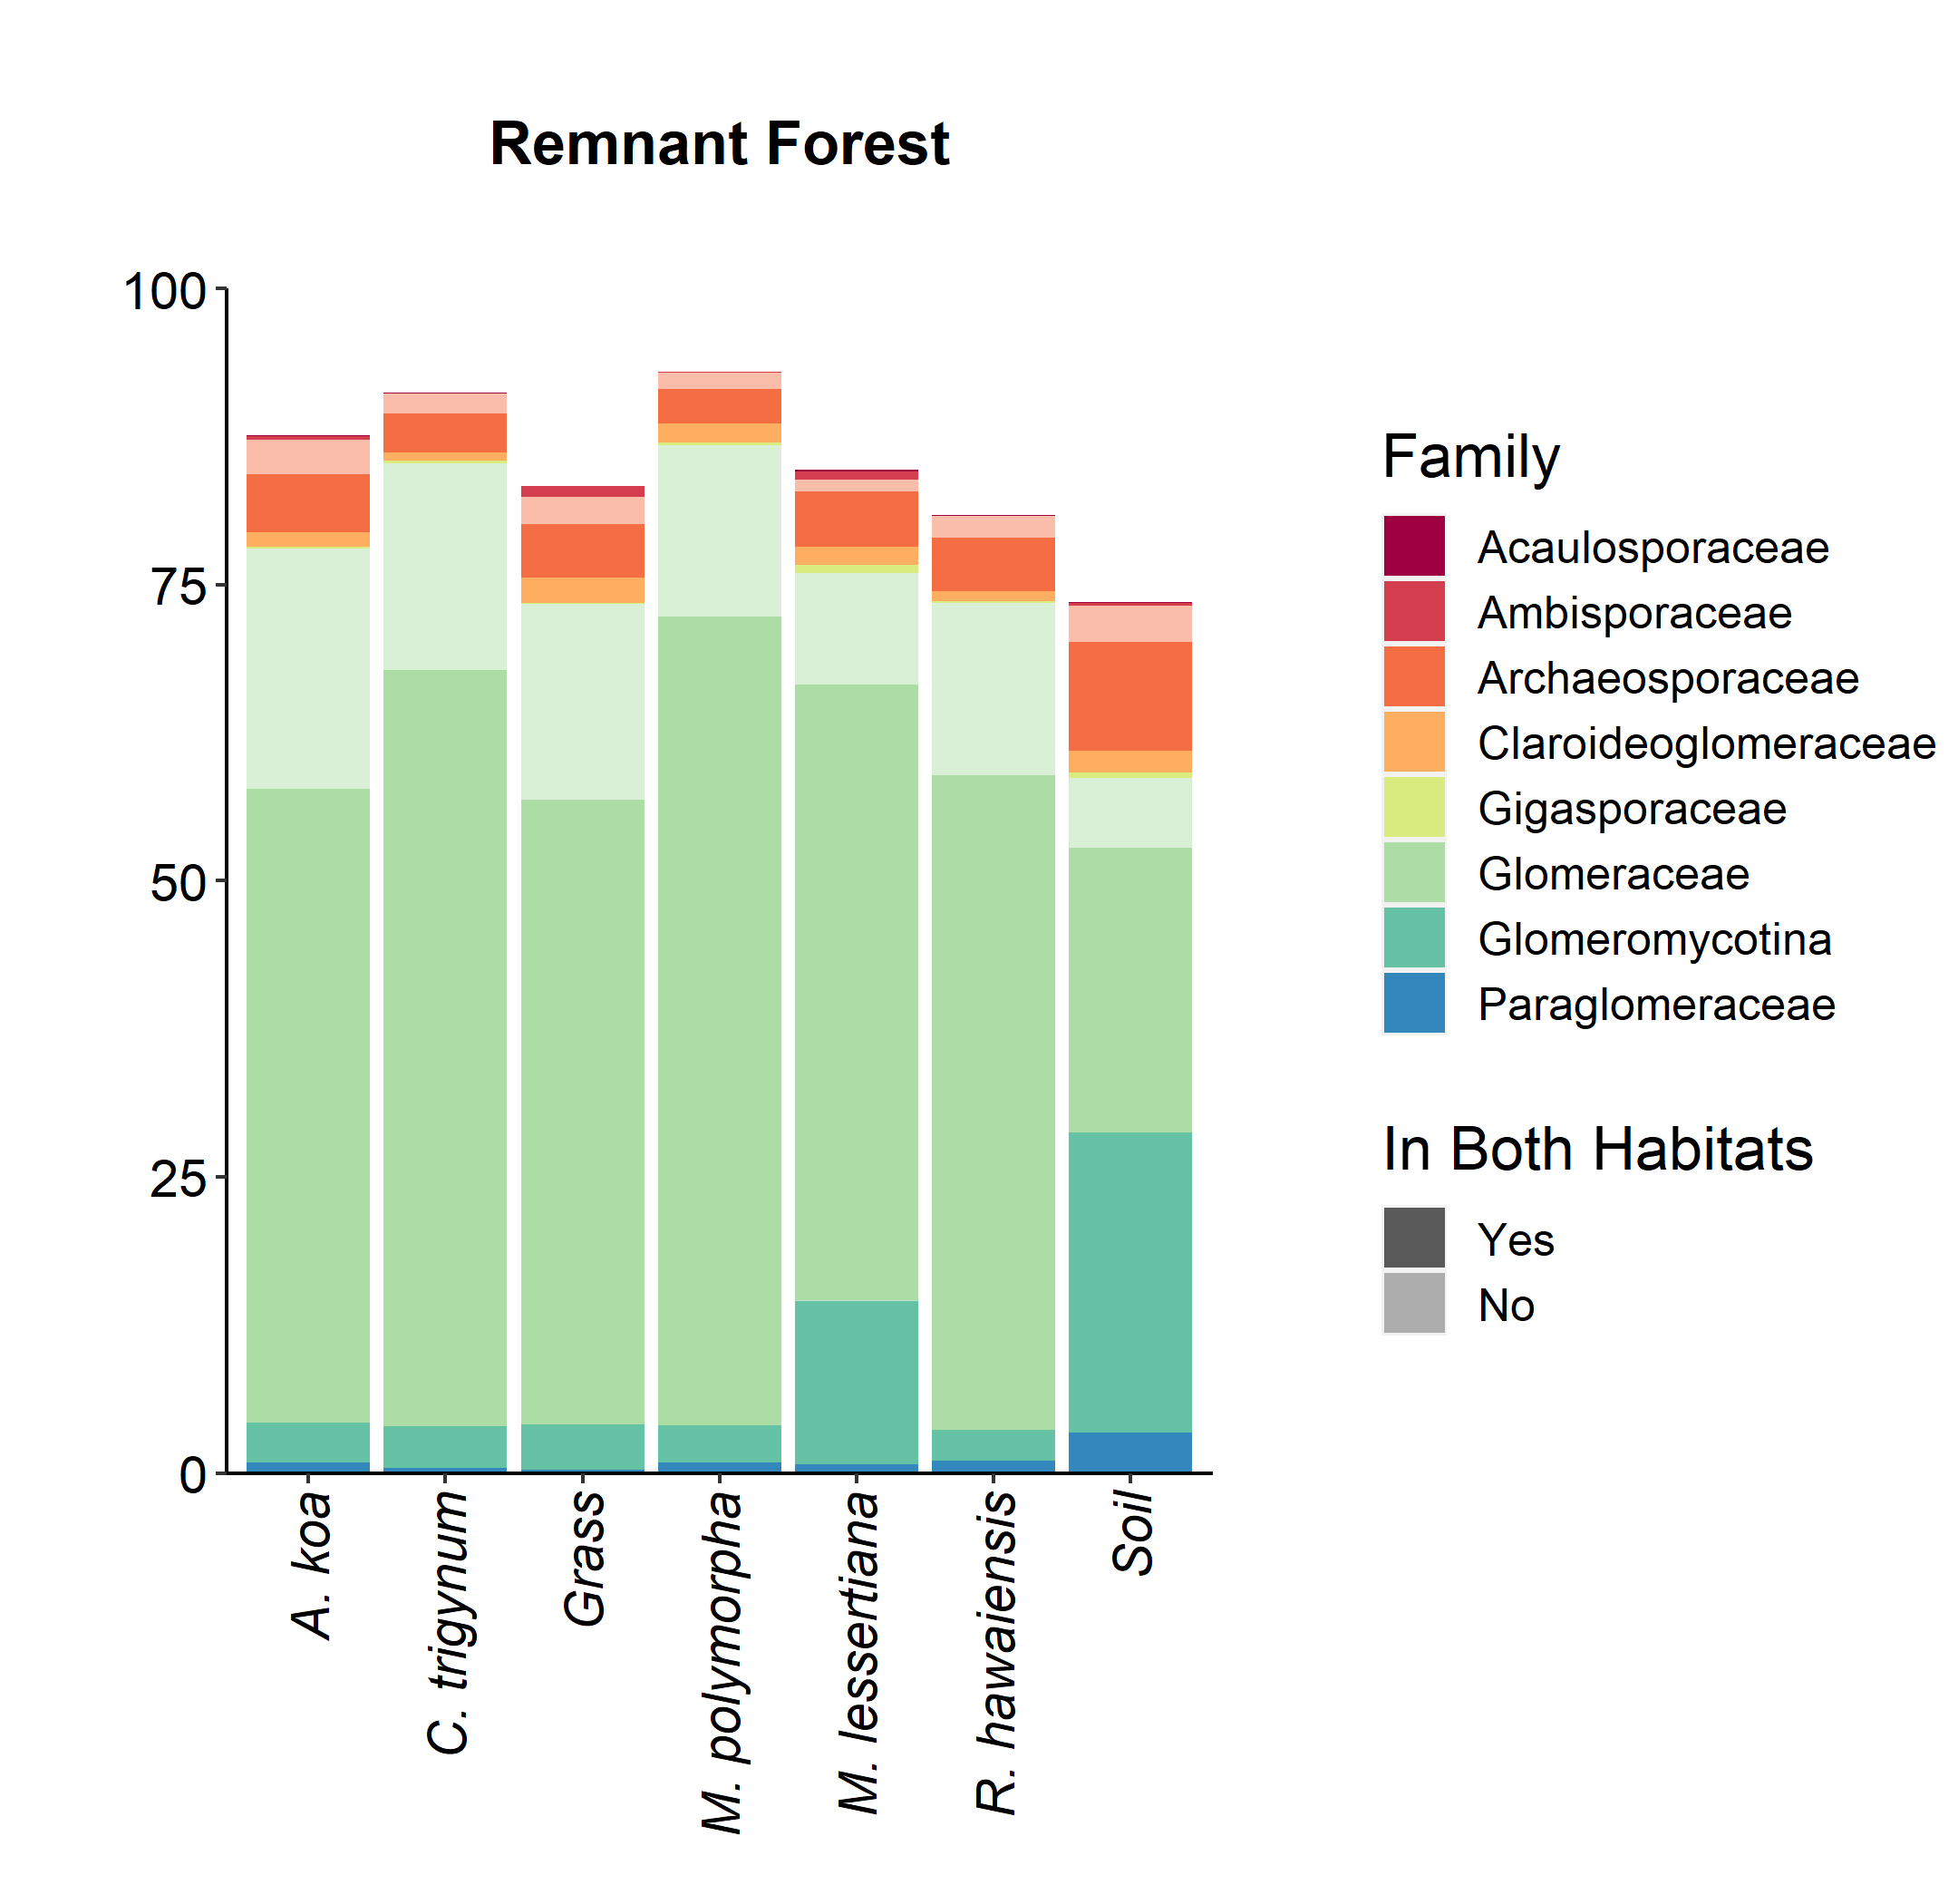 Remnant Forest
100
75
50
25
0
A. koa
C. trigynum
Grass
M. polymorpha
M. lessertiana
R. hawaiensis
Soil
Family
Acaulosporaceae
Ambisporaceae
Archaeosporaceae
Claroideoglomeraceae
Gigasporaceae
Glomeraceae
Glomeromycotina
Paraglomeraceae
In Both Habitats
Yes
No